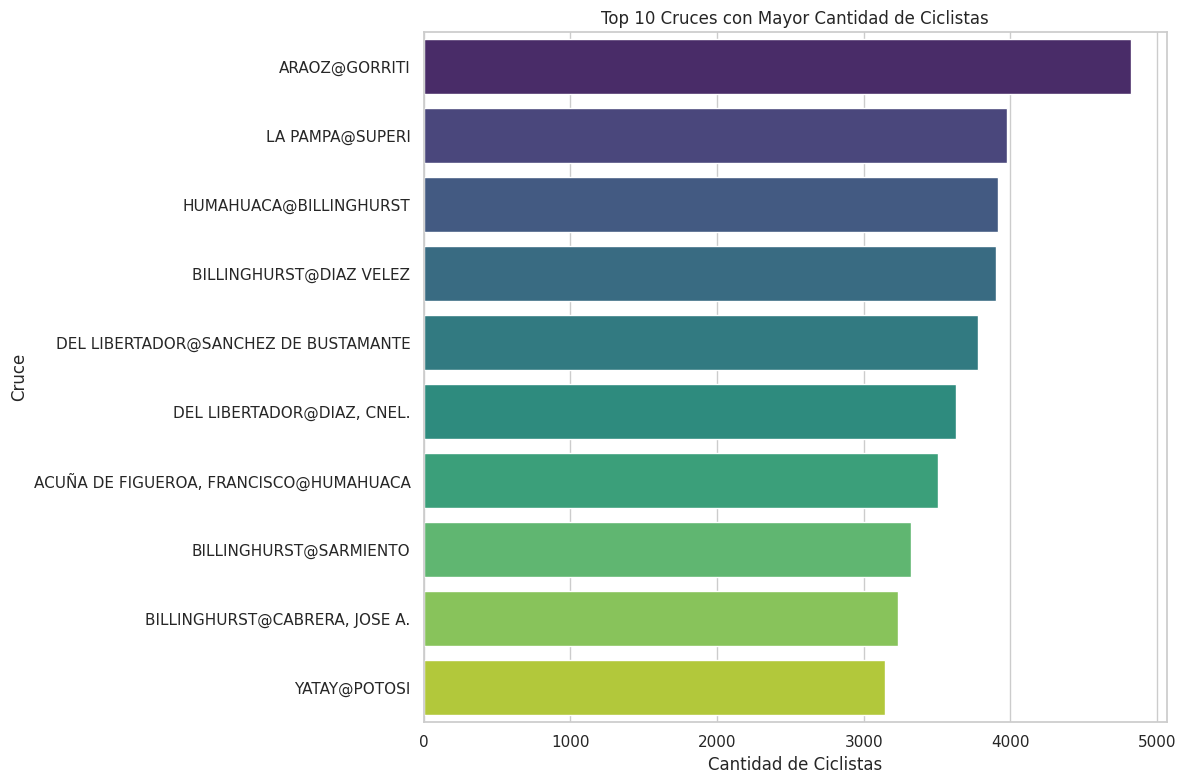 Top 10 Cruces con Mayor Cantidad de Ciclistas
ARAOZ@GORRITI
LA PAMPA@SUPERI
HUMAHUACA@BILLINGHURST
BILLINGHURST@DIAZ VELEZ
DEL LIBERTADOR@SANCHEZ DE BUSTAMANTE
DEL LIBERTADOR@DIAZ, CNEL.
ACUÑA DE FIGUEROA, FRANCISCO@HUMAHUACA
BILLINGHURST@SARMIENTO
BILLINGHURST@CABRERA, JOSE A.
YATAY@POTOSI
Cruce
0 1000 2000 3000 4000 5000
Cantidad de Ciclistas